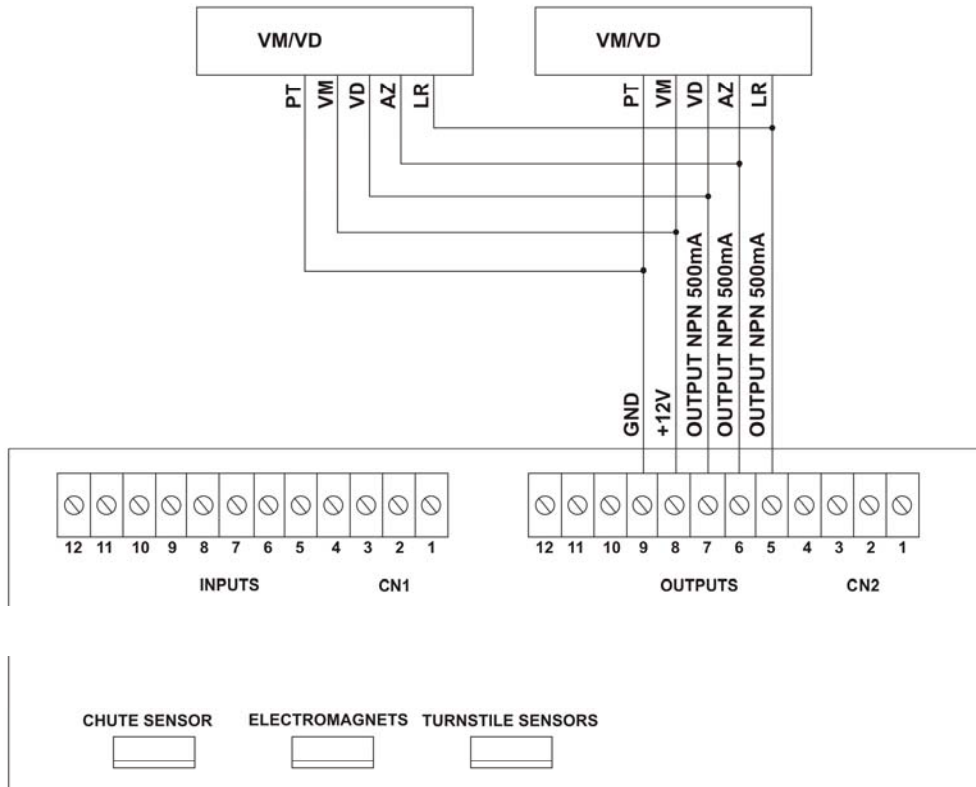 VM/VD
VM/VD
PT
VM
VD
AZ
LR
PT
VM
VD
AZ
LR
GND
+12V
OUTPUT NPN 500mA
OUTPUT NPN 500mA
OUTPUT NPN 500mA
12 11 10 9 8 7 6 5 4 3 2 1
12 11 10 9 8 7 6 5 4 3 2 1
INPUTS CN1
OUTPUTS CN2
CHUTE SENSOR
ELECTROMAGNETS
TURNSTILE SENSORS